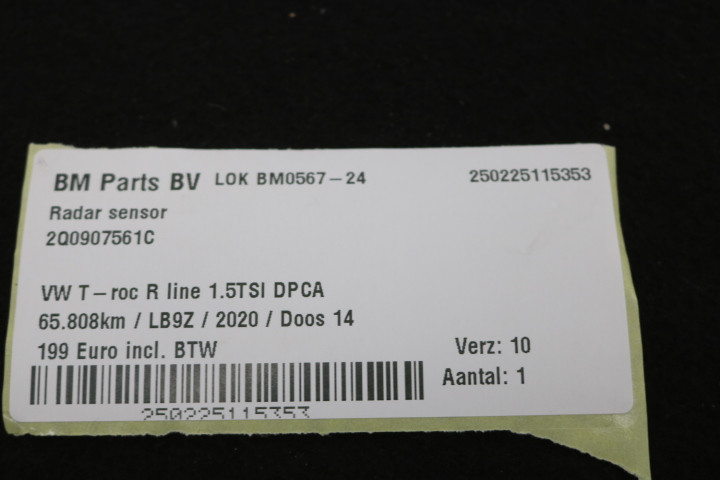 BM Parts BV LOK BM0567-24 250225115353
Radar sensor
2Q0907561C
VW T-roc R line 1.5TSI DPCA
65.808km / LB9Z / 2020 / Doos 14
199 Euro incl. BTW Verz: 10
Aantal: 1
250225115353